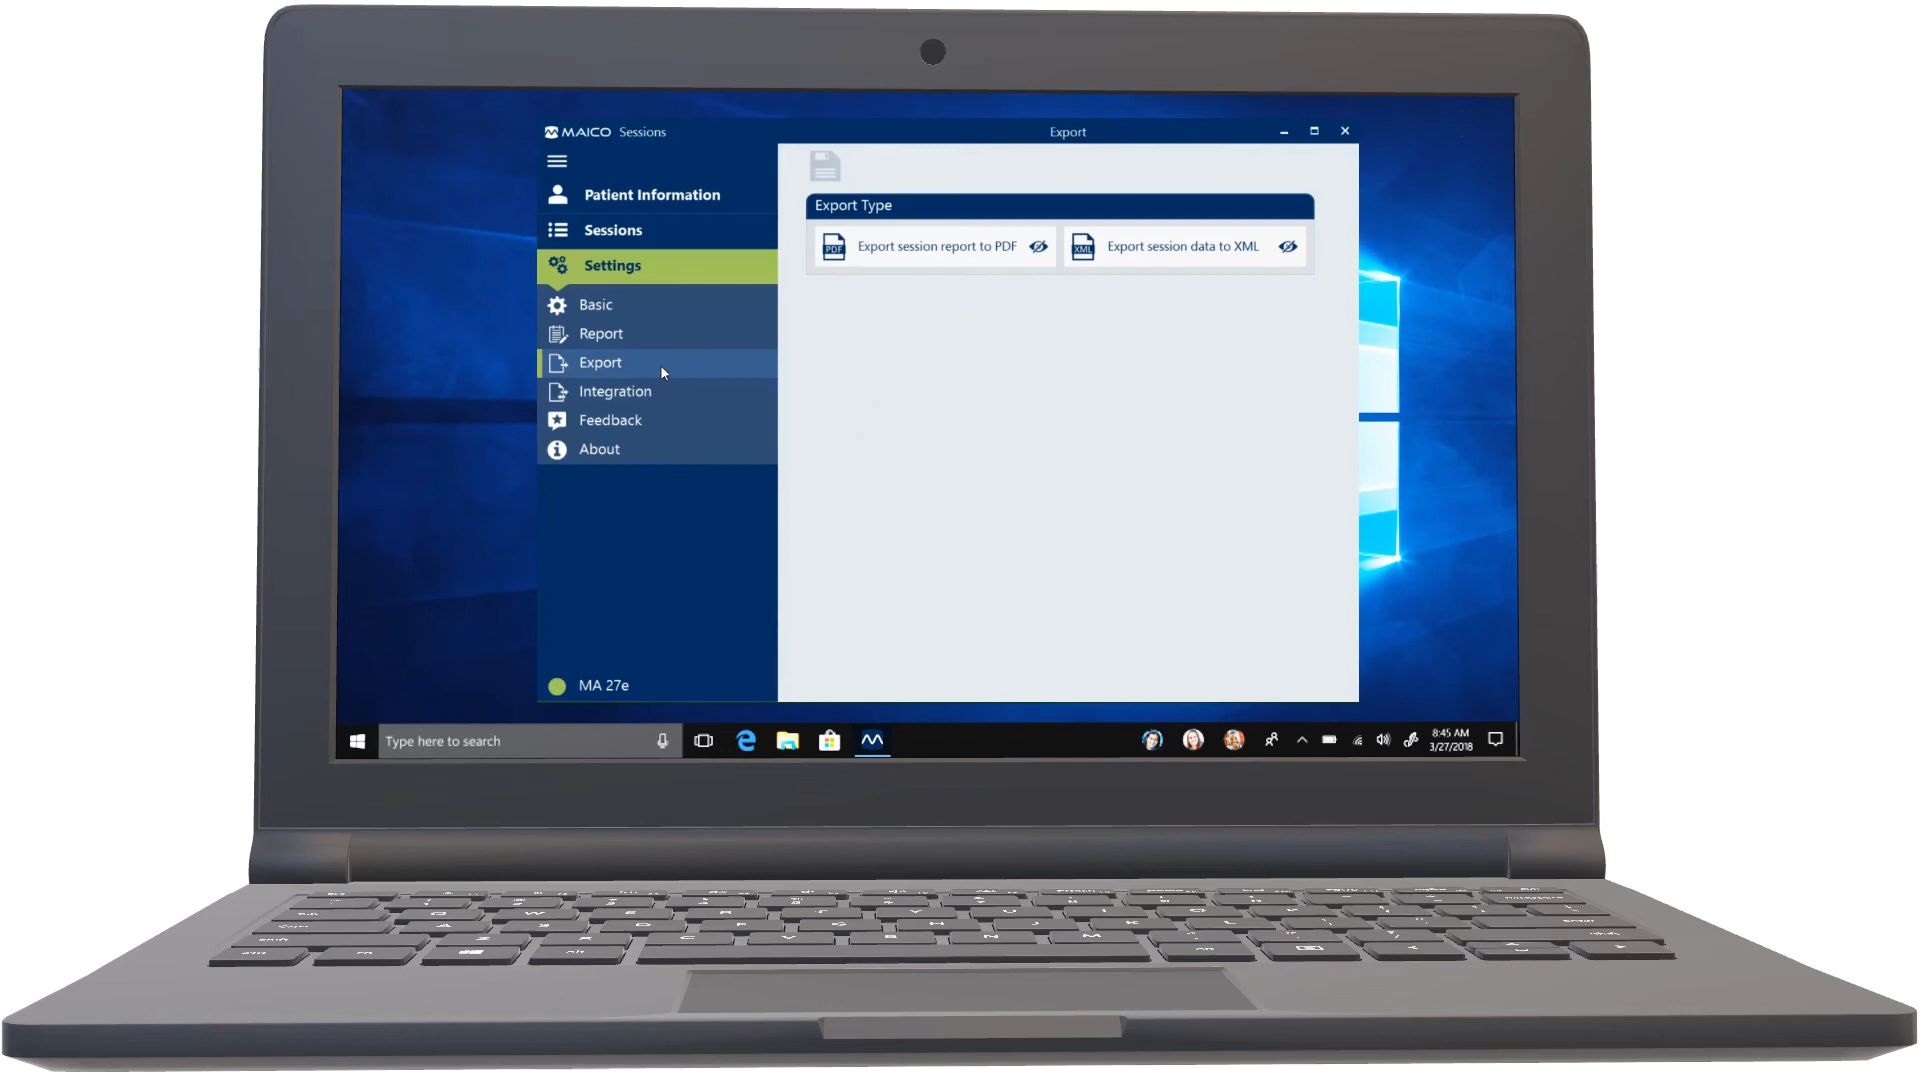 MAICO Sessions
Export
Patient Information
Sessions
Settings
Basic
Report
Export
Integration
Feedback
About
MA 27e
Export Type
PDF Export session report to PDF
XML Export session data to XML
Type here to search
8:45 AM
3/27/2018